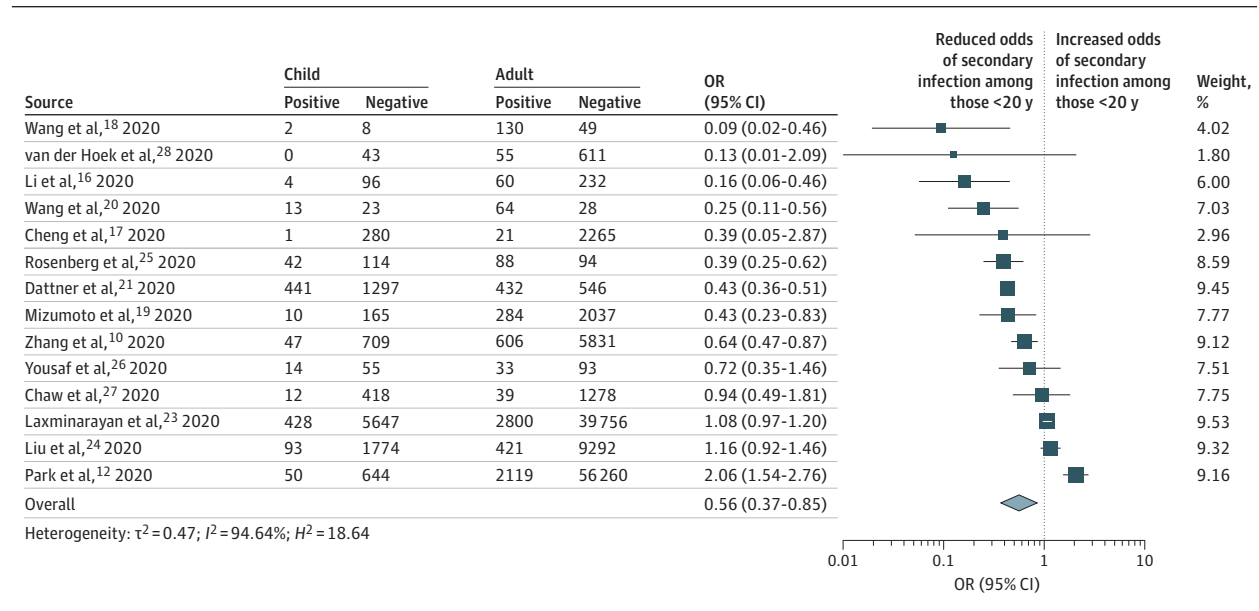 Reduced odds of secondary infection among those <20 y
Increased odds of secondary infection among those <20 y
Child
Adult
OR (95% CI)
Weight, %
Source
Positive Negative Positive Negative
Wang et al,18 2020 2 8 130 49 0.09 (0.02-0.46) 4.02
van der Hoek et al,28 2020 0 43 55 611 0.13 (0.01-2.09) 1.80
Li et al,16 2020 4 96 60 232 0.16 (0.06-0.46) 6.00
Wang et al,20 2020 13 23 64 28 0.25 (0.11-0.56) 7.03
Cheng et al,17 2020 1 280 21 2265 0.39 (0.05-2.87) 2.96
Rosenberg et al,25 2020 42 114 88 94 0.39 (0.25-0.62) 8.59
Dattner et al,21 2020 441 1297 432 546 0.43 (0.36-0.51) 9.45
Mizumoto et al,19 2020 10 165 284 2037 0.43 (0.23-0.83) 7.77
Zhang et al,10 2020 47 709 606 5831 0.64 (0.47-0.87) 9.12
Yousaf et al,26 2020 14 55 33 93 0.72 (0.35-1.46) 7.51
Chaw et al,27 2020 12 418 39 1278 0.94 (0.49-1.81) 7.75
Laxminarayan et al,23 2020 428 5647 2800 39 756 1.08 (0.97-1.20) 9.53
Liu et al,24 2020 93 1774 421 9292 1.16 (0.92-1.46) 9.32
Park et al,12 2020 50 644 2119 56 260 2.06 (1.54-2.76) 9.16
Overall 0.56 (0.37-0.85)
Heterogeneity: τ2 = 0.47; I2 = 94.64%; H2 = 18.64
0.01 0.1 1 10
OR (95% CI)